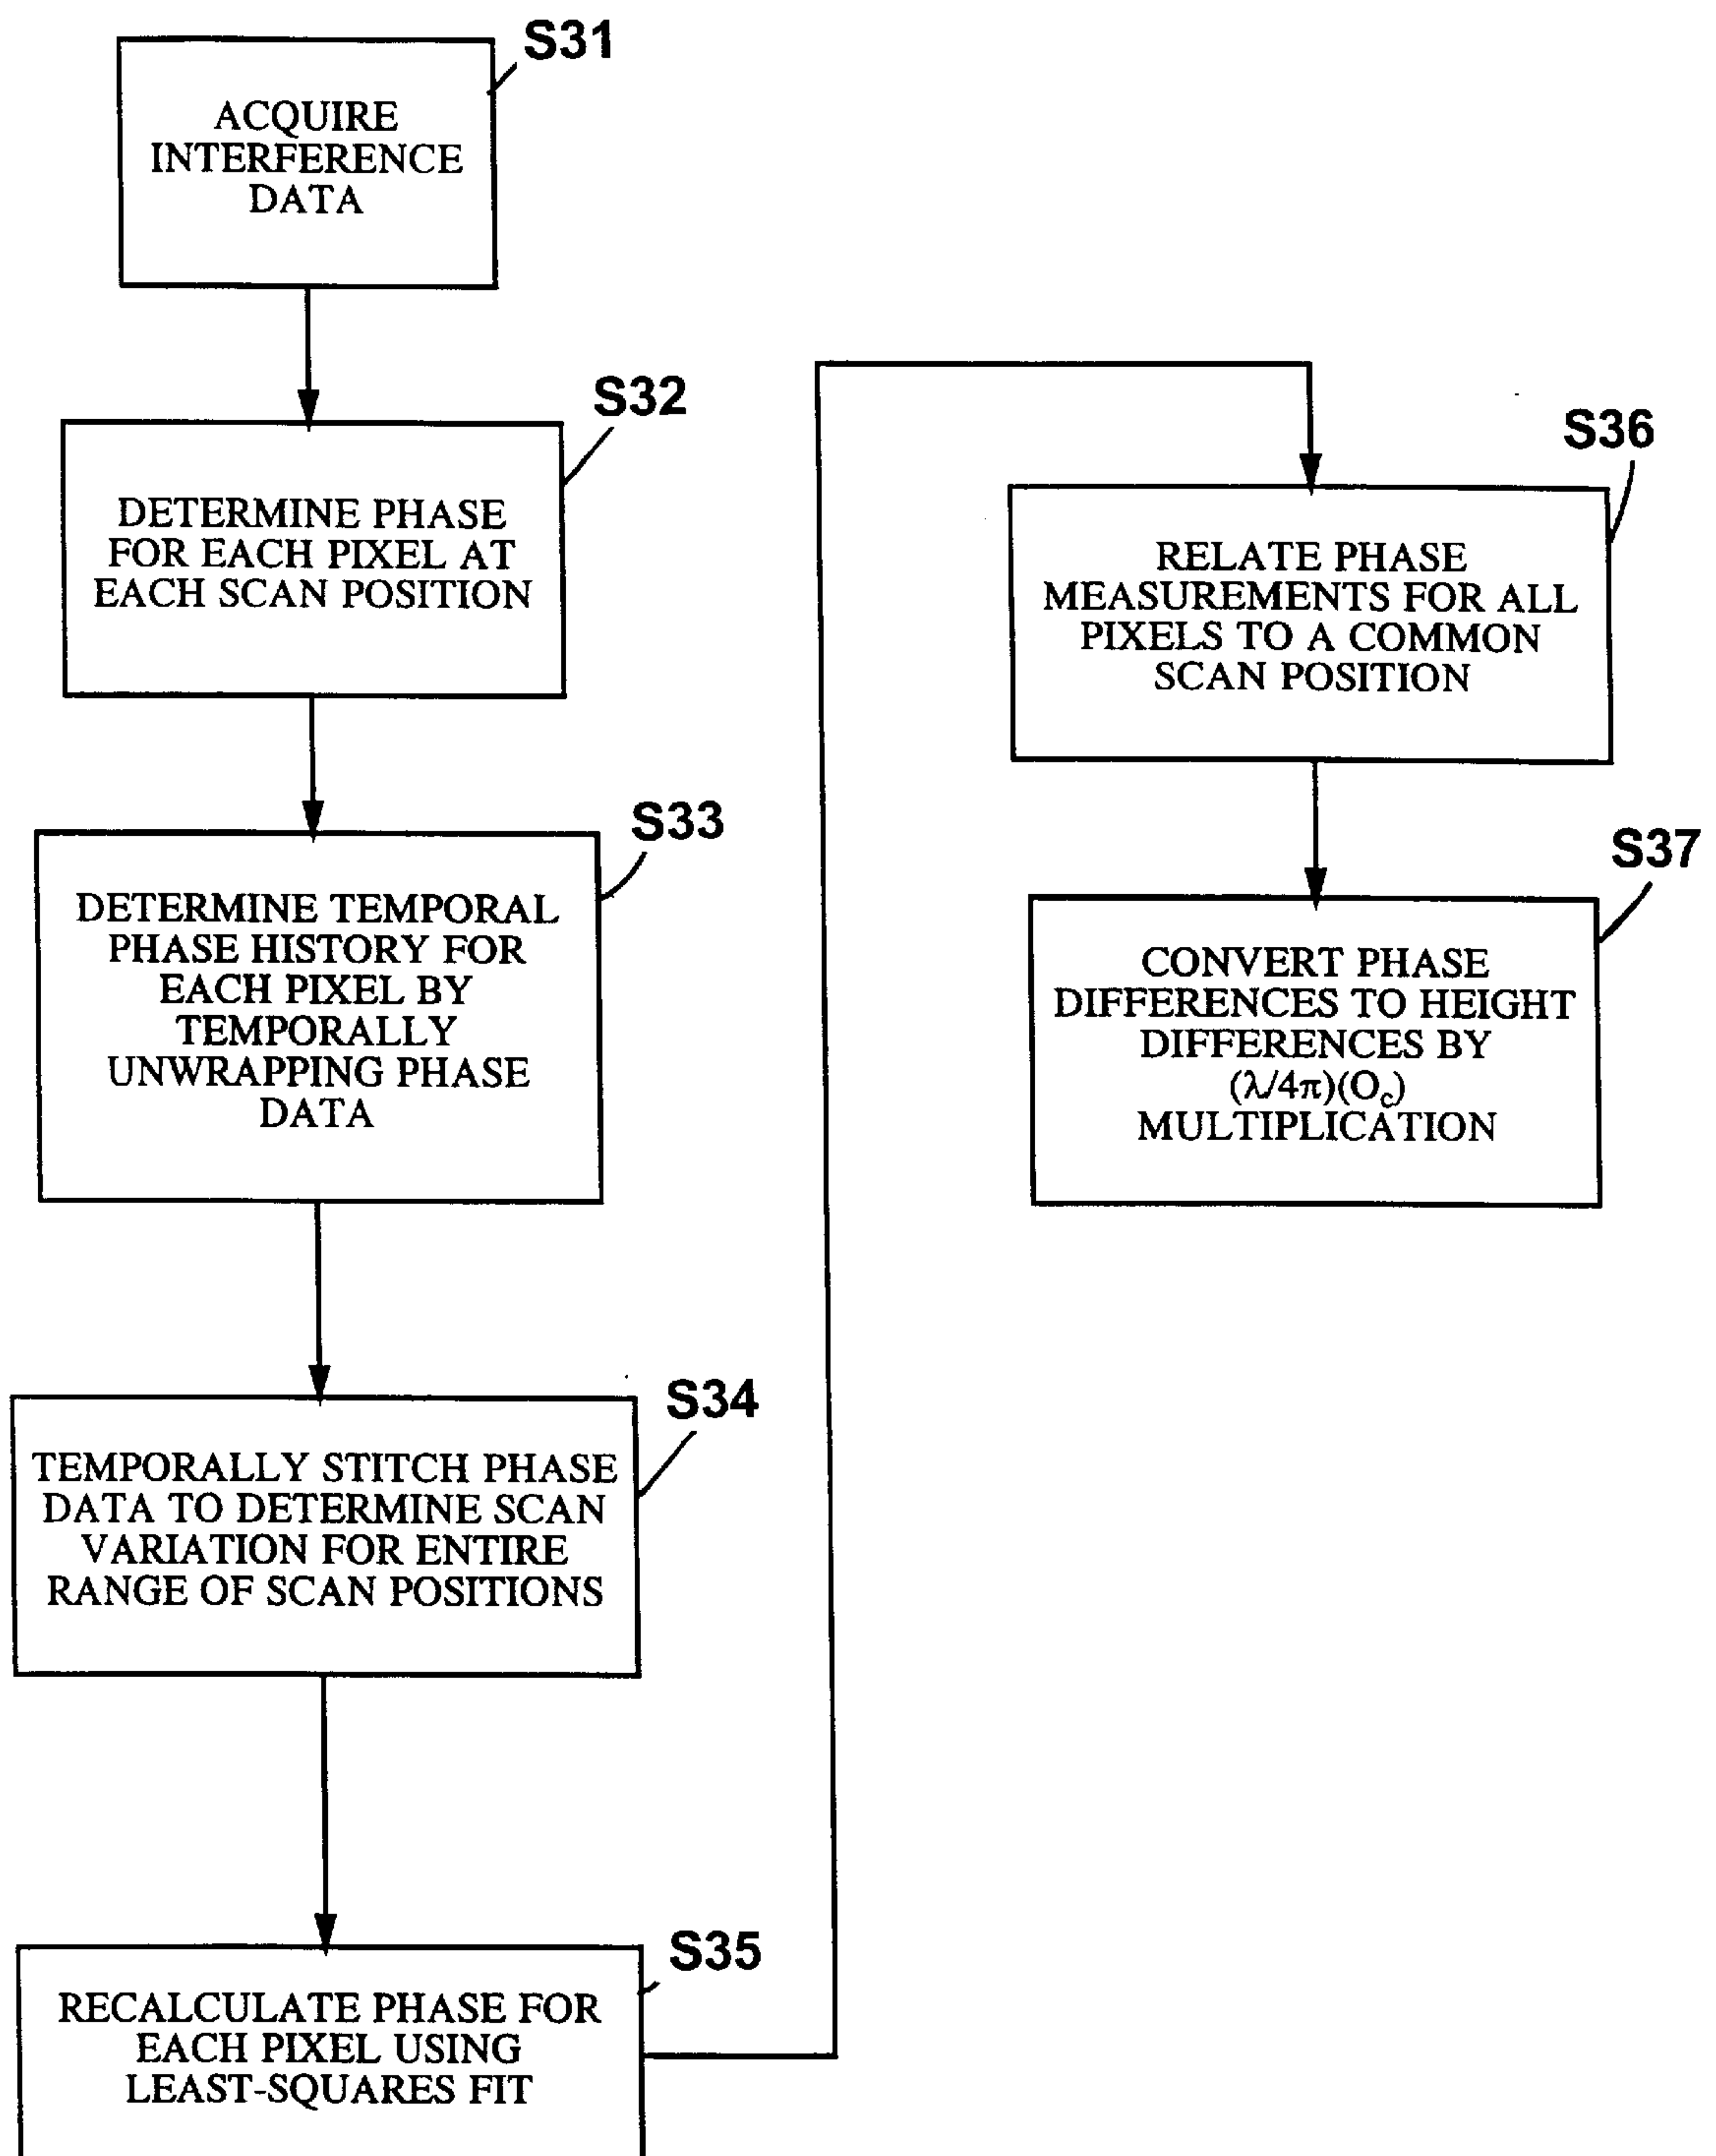 S31
ACQUIRE
INTERFERENCE
DATA
S32
DETERMINE PHASE
FOR EACH PIXEL AT
EACH SCAN POSITION
S33
DETERMINE TEMPORAL
PHASE HISTORY FOR
EACH PIXEL BY
TEMPORALLY
UNWRAPPING PHASE
DATA
S34
TEMPORALLY STITCH PHASE
DATA TO DETERMINE SCAN
VARIATION FOR ENTIRE
RANGE OF SCAN POSITIONS
S35
RECALCULATE PHASE FOR
EACH PIXEL USING
LEAST-SQUARES FIT
S36
RELATE PHASE
MEASUREMENTS FOR ALL
PIXELS TO A COMMON
SCAN POSITION
S37
CONVERT PHASE
DIFFERENCES TO HEIGHT
DIFFERENCES BY
(λ/4π)(O_c)
MULTIPLICATION